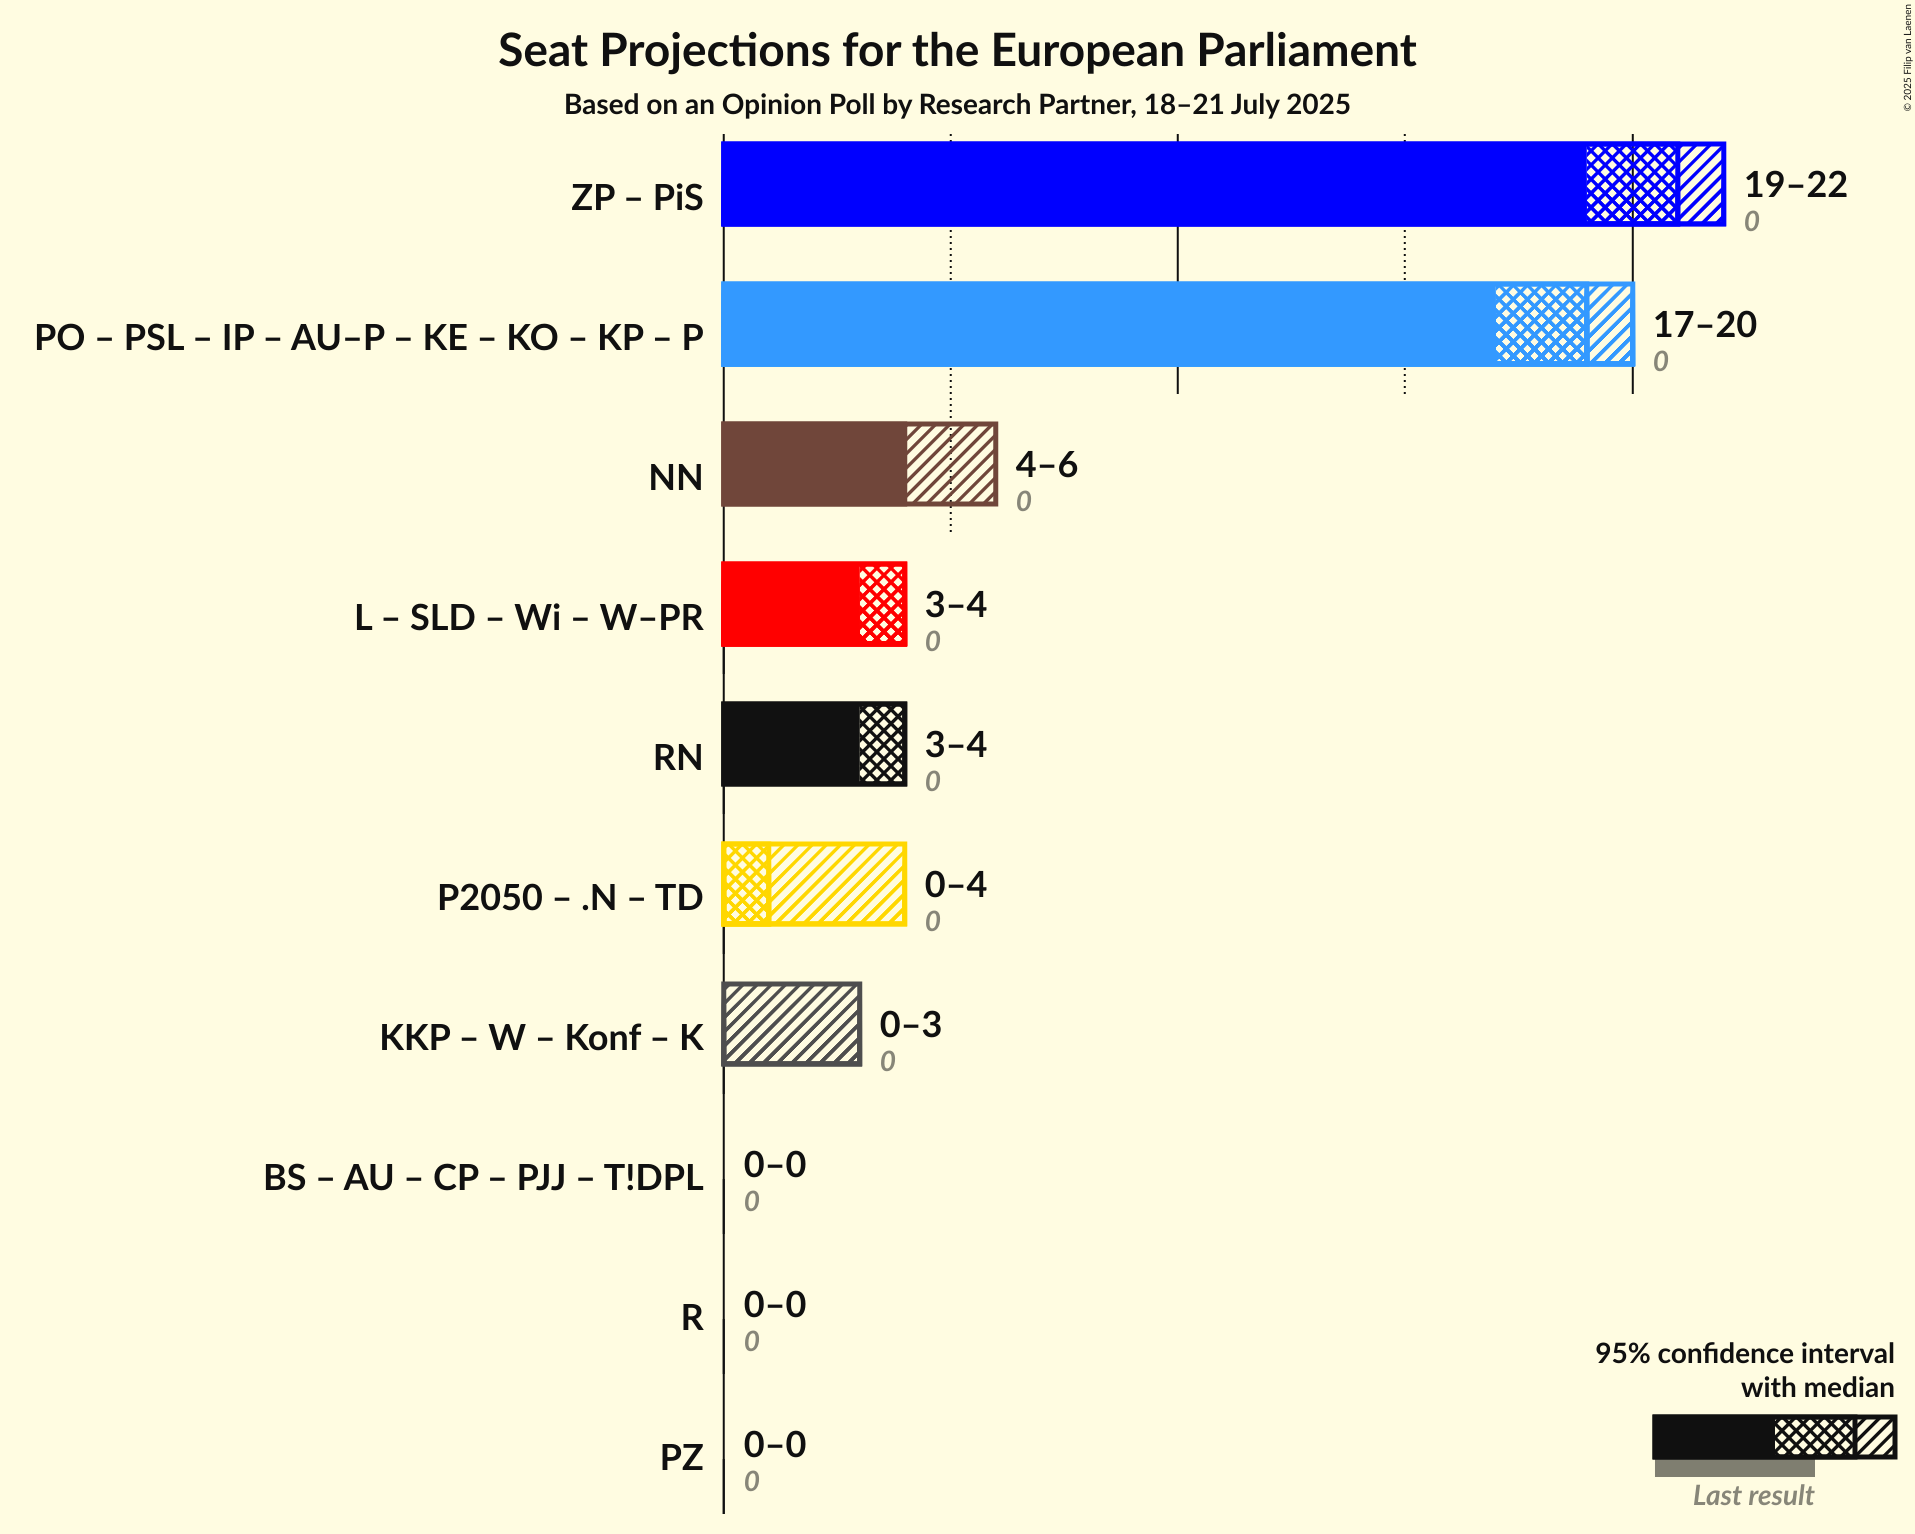 Seat Projections for the European Parliament
Based on an Opinion Poll by Research Partner, 18–21 July 2025
© 2025 Filip van Laenen
ZP – PiS
19–22
0
PO – PSL – IP – AU–P – KE – KO – KP – P
17–20
0
NN
4–6
0
L – SLD – Wi – W–PR
3–4
0
RN
3–4
0
P2050 – .N – TD
0–4
0
KKP – W – Konf – K
0–3
0
BS – AU – CP – PJJ – T!DPL
0–0
0
R
0–0
0
PZ
0–0
0
95% confidence interval
with median
Last result